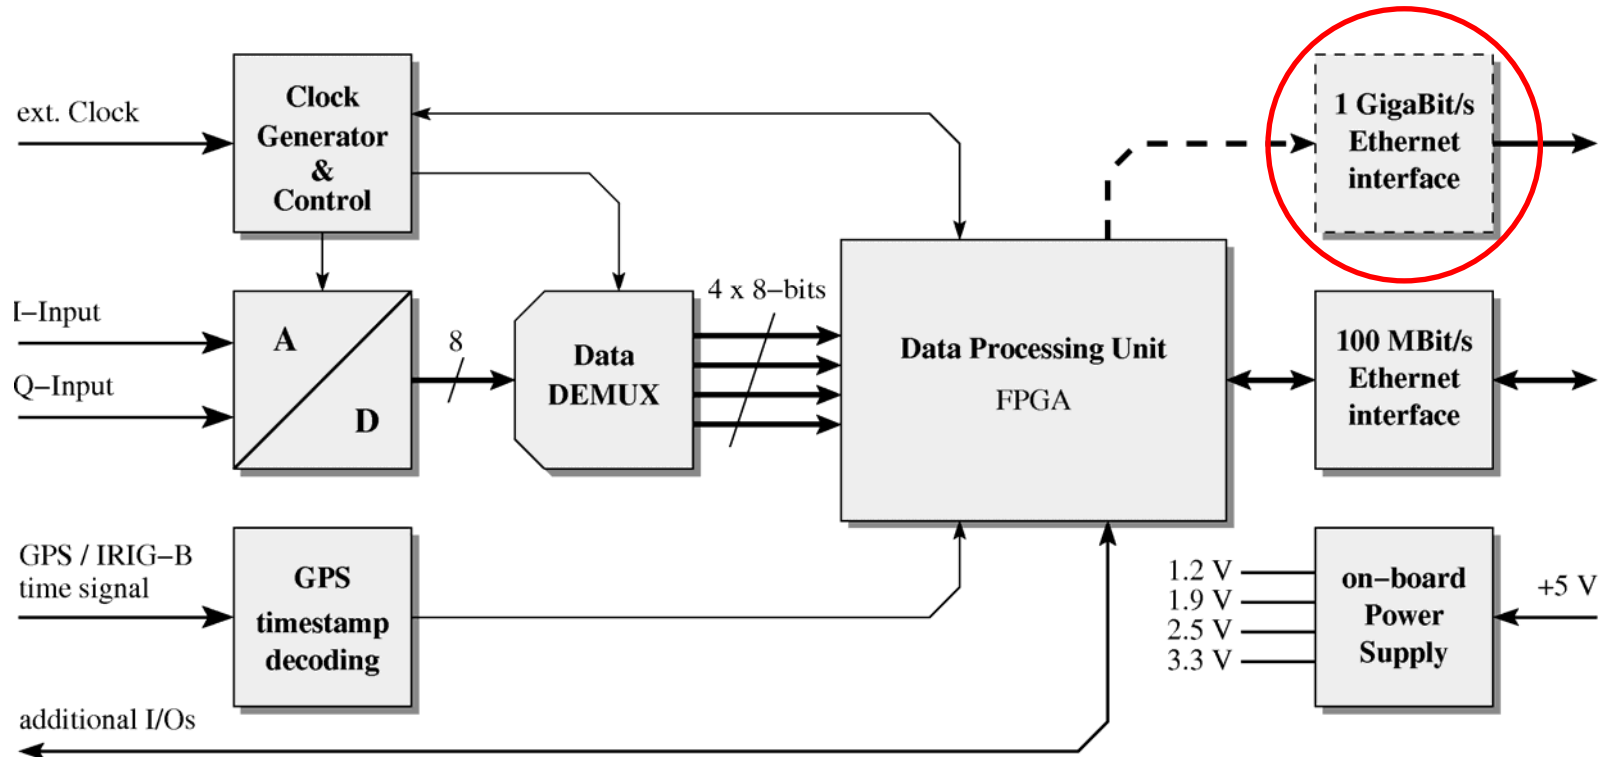 ext. Clock
Clock
Generator
&
Control
1 GigaBit/s
Ethernet
interface
I-Input
Q-Input
A
D
8
Data
DEMUX
4 x 8-bits
Data Processing Unit
FPGA
100 MBit/s
Ethernet
interface
GPS / IRIG-B
time signal
GPS
timestamp
decoding
1.2 V
1.9 V
2.5 V
3.3 V
on-board
Power
Supply
+5 V
additional I/Os